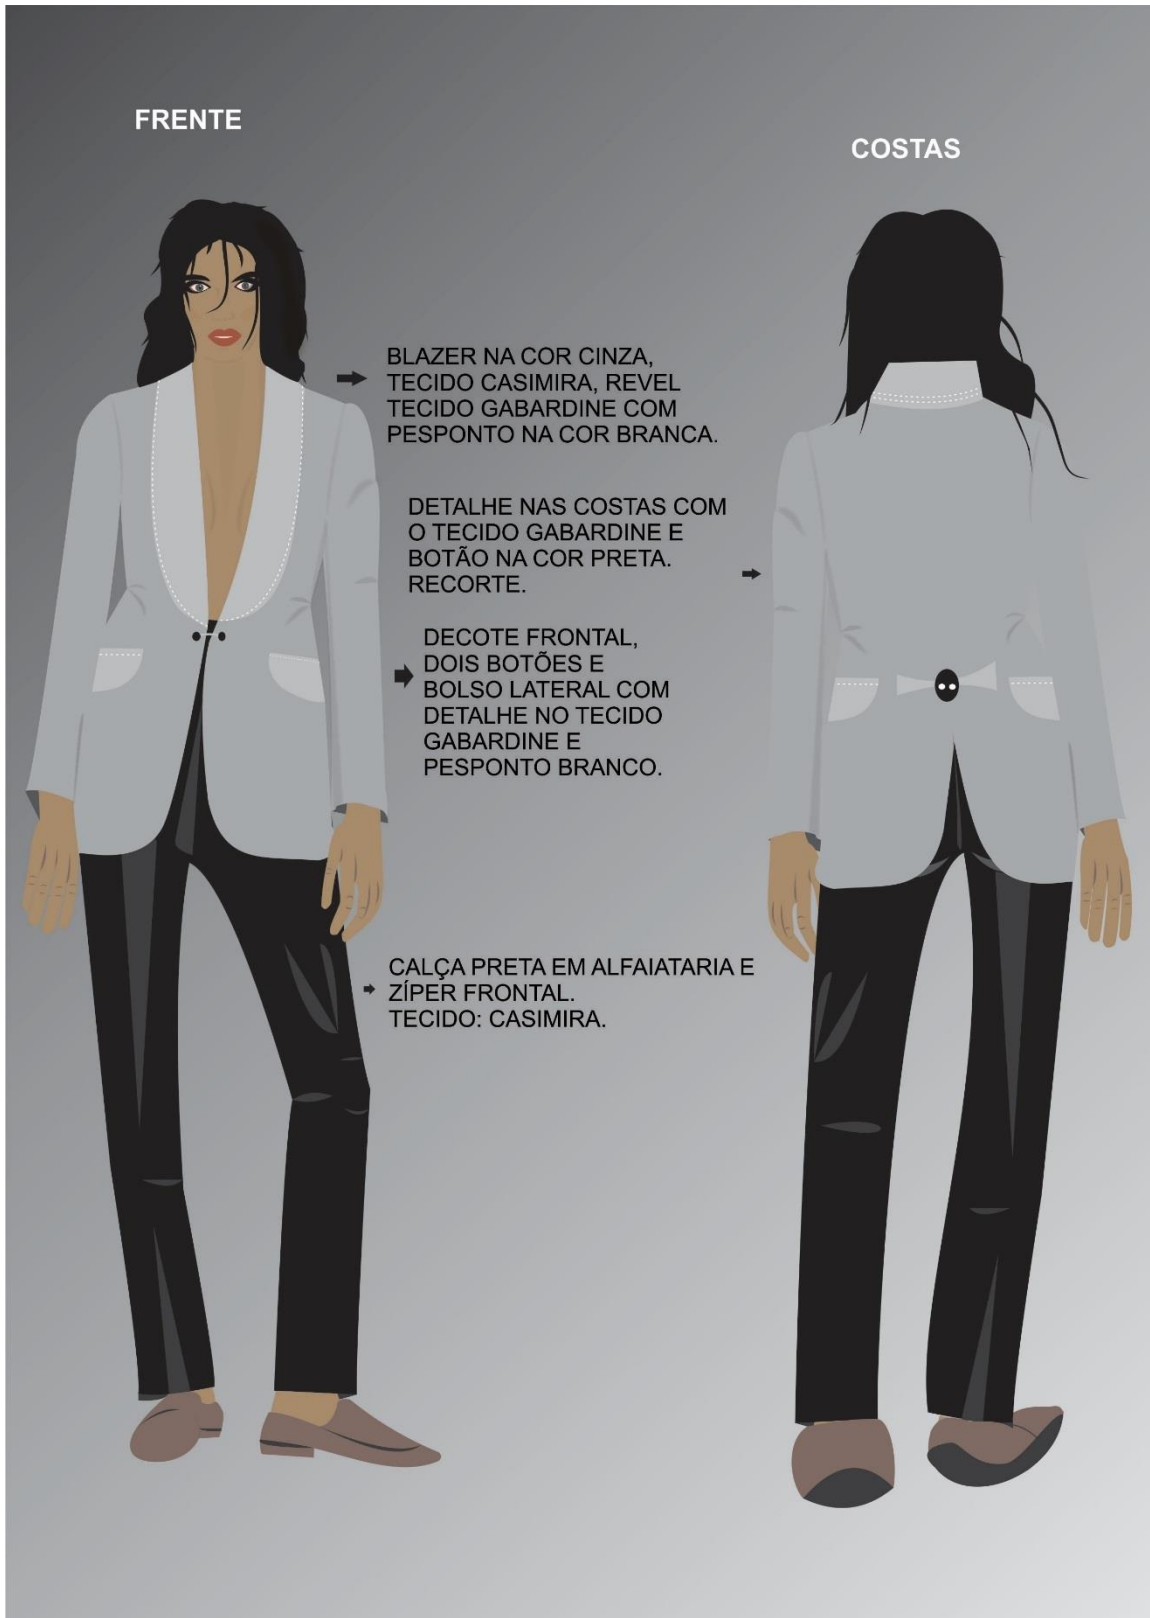 FRENTE
COSTAS
BLAZER NA COR CINZA,
TECIDO CASIMIRA, REVEL
TECIDO GABARDINE COM
PESPONTO NA COR BRANCA.
DETALHE NAS COSTAS COM
O TECIDO GABARDINE E
BOTÃO NA COR PRETA.
RECORTE.
DECOTE FRONTAL,
DOIS BOTÕES E
BOLSO LATERAL COM
DETALHE NO TECIDO
GABARDINE E
PESPONTO BRANCO.
CALÇA PRETA EM ALFAIATARIA E
ZÍPER FRONTAL.
TECIDO: CASIMIRA.